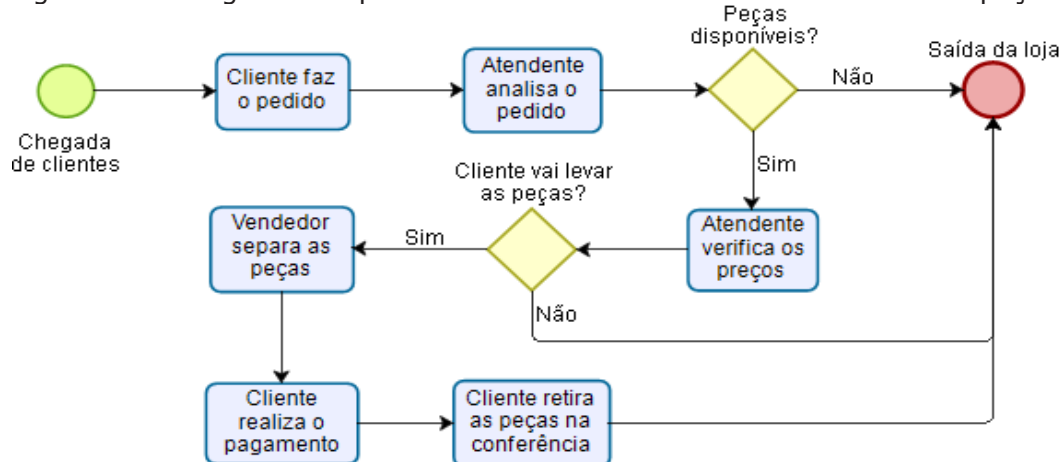 Peças
disponíveis?
Saída da loja
Cliente faz
o pedido
Atendente
analisa o
pedido
Não
Chegada
de clientes
Sim
Cliente vai levar
as peças?
Vendedor
separa as
peças
Sim
Atendente
verifica os
preços
Não
Cliente
realiza o
pagamento
Cliente retira
as peças na
conferência